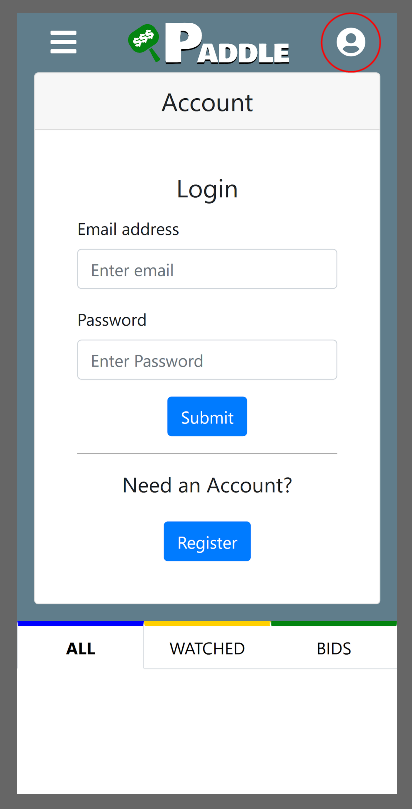 $$$ PADDLE
Account
Login
Email address
Enter email
Password
Enter Password
Submit
Need an Account?
Register
ALL WATCHED BIDS